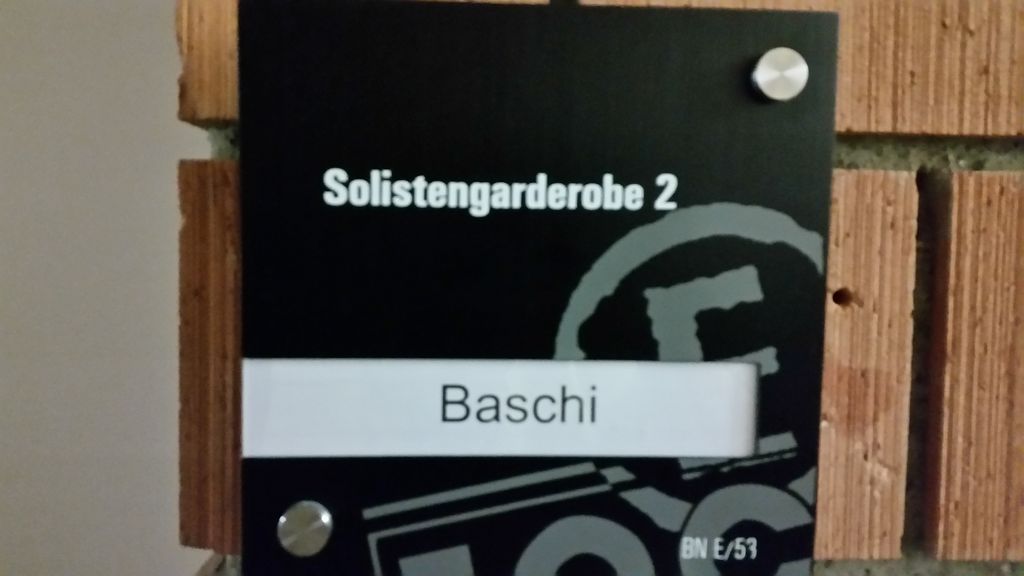 Solistengarderobe 2
E
Baschi
BN E/53